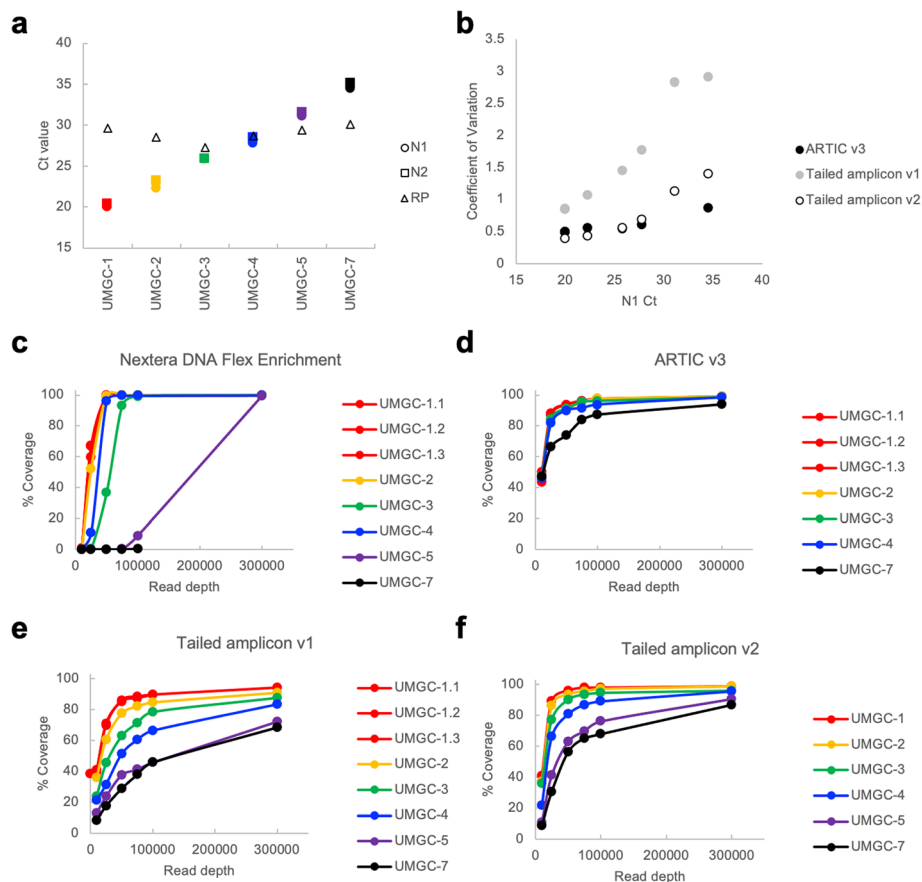 a
40
35
30
25
20
15
Ct value
UMGC-1
UMGC-2
UMGC-3
UMGC-4
UMGC-5
UMGC-7
N1
N2
RP
b
3.5
3
2.5
2
1.5
1
0.5
0
Coefficient of Variation
15 20 25 30 35 40
N1 Ct
ARTIC v3
Tailed amplicon v1
Tailed amplicon v2
c
Nextera DNA Flex Enrichment
100
80
60
40
20
0
% Coverage
0 100000 200000 300000
Read depth
UMGC-1.1
UMGC-1.2
UMGC-1.3
UMGC-2
UMGC-3
UMGC-4
UMGC-5
UMGC-7
d
ARTIC v3
100
80
60
40
20
0
% Coverage
0 100000 200000 300000
Read depth
UMGC-1.1
UMGC-1.2
UMGC-1.3
UMGC-2
UMGC-3
UMGC-4
UMGC-7
e
Tailed amplicon v1
100
80
60
40
20
0
% Coverage
0 100000 200000 300000
Read depth
UMGC-1.1
UMGC-1.2
UMGC-1.3
UMGC-2
UMGC-3
UMGC-4
UMGC-5
UMGC-7
f
Tailed amplicon v2
100
80
60
40
20
0
% Coverage
0 100000 200000 300000
Read depth
UMGC-1
UMGC-2
UMGC-3
UMGC-4
UMGC-5
UMGC-7